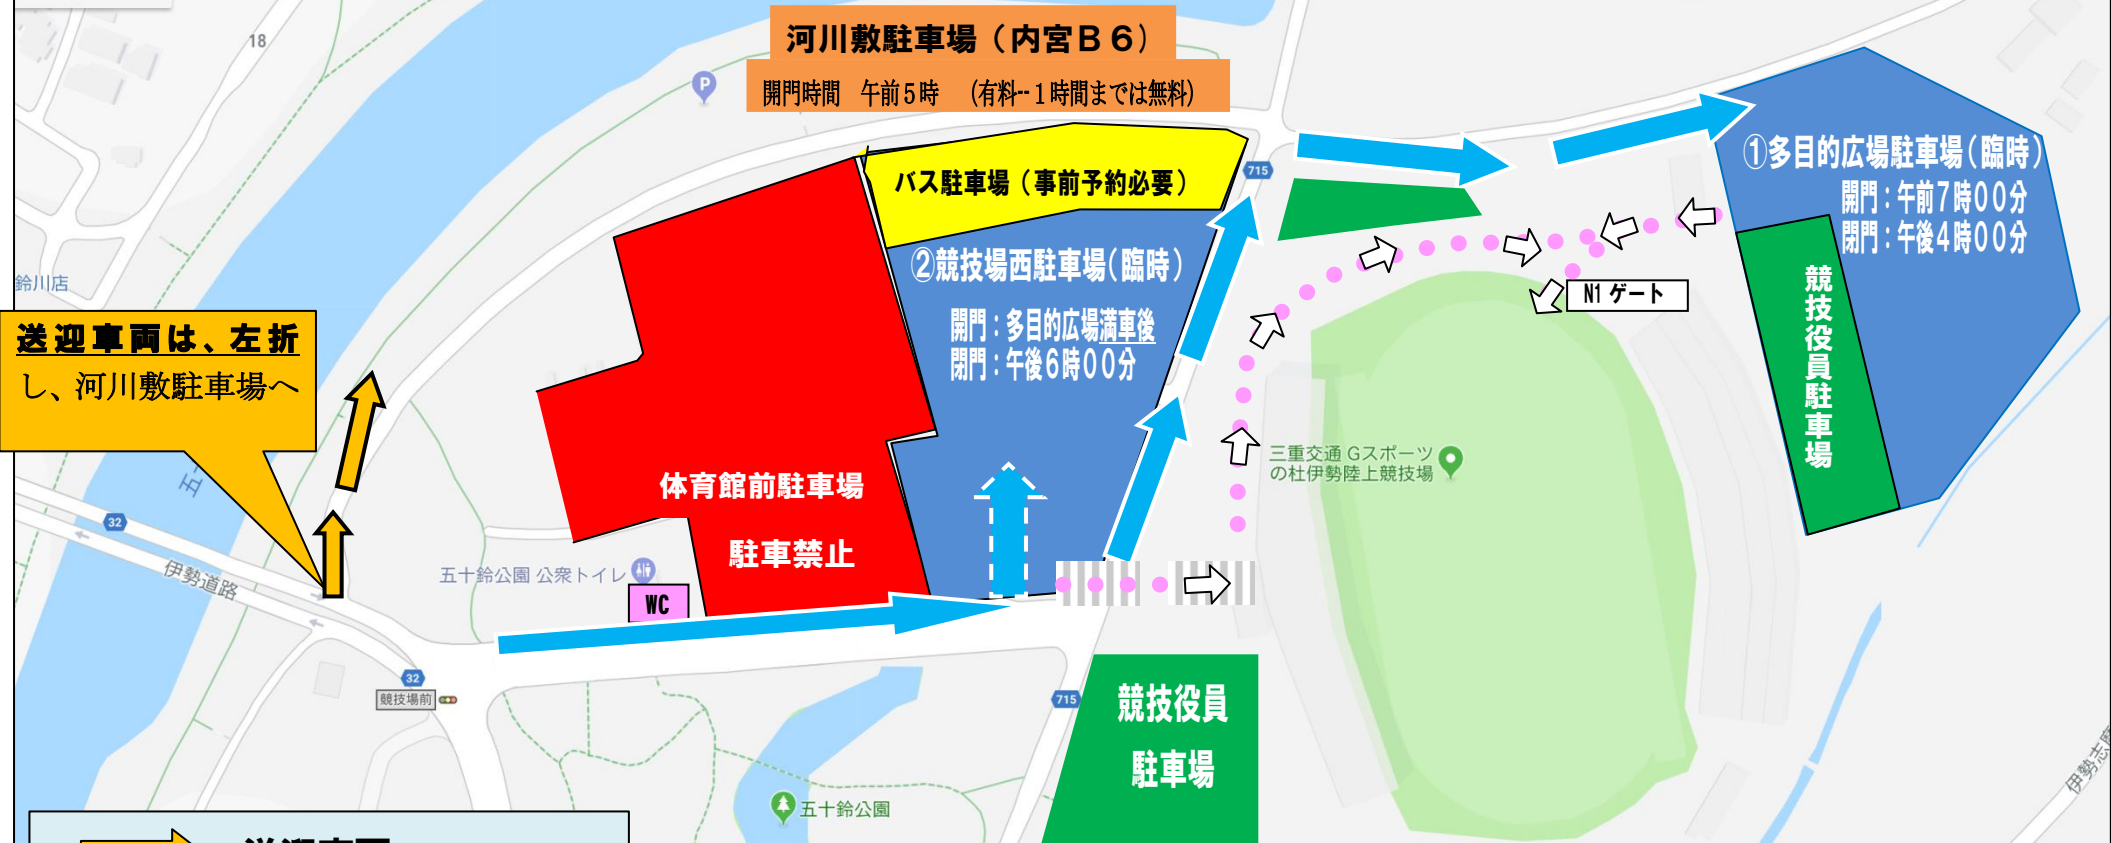 18
河川敷駐車場（内宮Ｂ６）
開門時間　午前５時　（有料--１時間までは無料）
P
バス駐車場（事前予約必要）
715
①多目的広場駐車場（臨時）
開門：午前７時００分
閉門：午後４時００分
②競技場西駐車場（臨時）
開門：多目的広場満車後
閉門：午後６時００分
N1 ゲート
競技役員駐車場
鈴川店
送迎車両は、左折
し、河川敷駐車場へ
五十
三重交通 Gスポーツ
の杜伊勢陸上競技場
体育館前駐車場
駐車禁止
32
伊勢道路
五十鈴公園 公衆トイレ
WC
32
競技場前
715
競技役員
駐車場
五十鈴公園
伊勢志摩
送迎車両